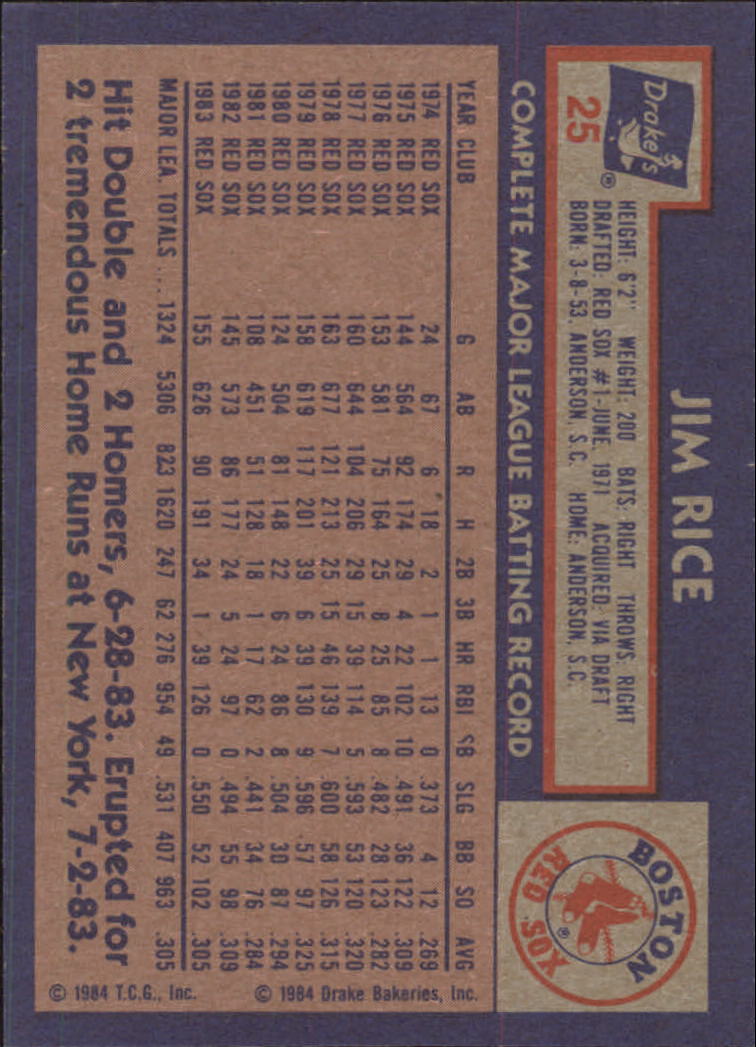 JIM RICE
Drake's ®
25
HEIGHT: 6'2" WEIGHT: 200 BATS: RIGHT THROWS: RIGHT
DRAFTED: RED SOX #1-JUNE, 1971 ACQUIRED: VIA DRAFT
BORN: 3-8-53, ANDERSON, S.C. HOME: ANDERSON, S.C.
BOSTON
RED SOX
®
COMPLETE MAJOR LEAGUE BATTING RECORD
YEAR CLUB G AB R H 2B 3B HR RBI SB SLG BB SO AVG
1974 RED SOX 24 67 6 18 2 1 1 13 0 .373 4 12 .269
1975 RED SOX 144 564 92 174 29 4 22 102 10 .491 36 122 .309
1976 RED SOX 153 581 75 164 25 8 25 85 8 .482 28 123 .282
1977 RED SOX 160 644 104 206 29 15 39 114 5 .593 53 120 .320
1978 RED SOX 163 677 121 213 25 15 46 139 7 .600 58 126 .315
1979 RED SOX 158 619 117 201 39 6 39 130 9 .596 57 97 .325
1980 RED SOX 124 504 81 148 22 6 24 86 8 .504 30 87 .294
1981 RED SOX 108 451 51 128 18 1 17 62 2 .441 34 76 .284
1982 RED SOX 145 573 86 177 24 5 24 97 0 .494 55 98 .309
1983 RED SOX 155 626 90 191 34 1 39 126 0 .550 52 102 .305
MAJOR LEA. TOTALS ... 1324 5306 823 1620 247 62 276 954 49 .531 407 963 .305
Hit Double and 2 Homers, 6-28-83. Erupted for
2 tremendous Home Runs at New York, 7-2-83.
© 1984 Drake Bakeries, Inc.
© 1984 T.C.G., Inc.